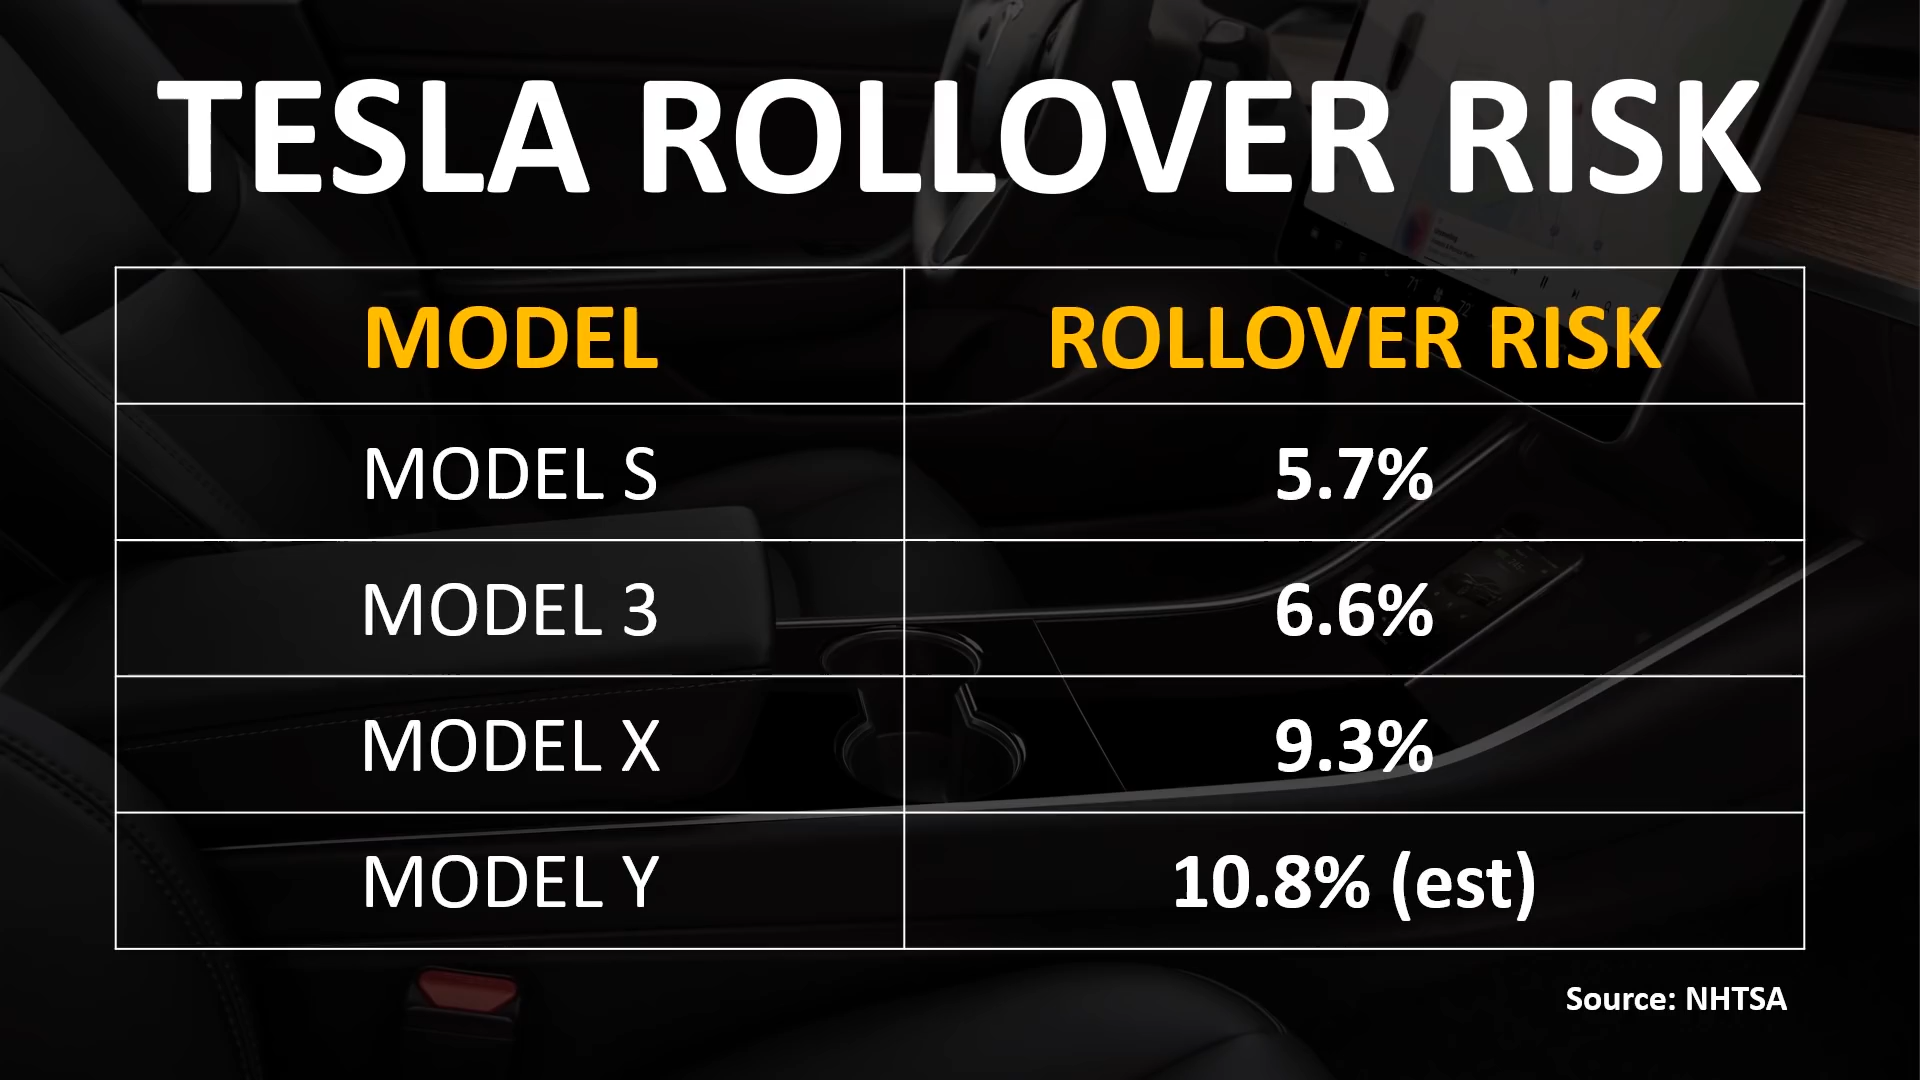 TESLA ROLLOVER RISK
MODEL ROLLOVER RISK
MODEL S 5.7%
MODEL 3 6.6%
MODEL X 9.3%
MODEL Y 10.8% (est)
Source: NHTSA